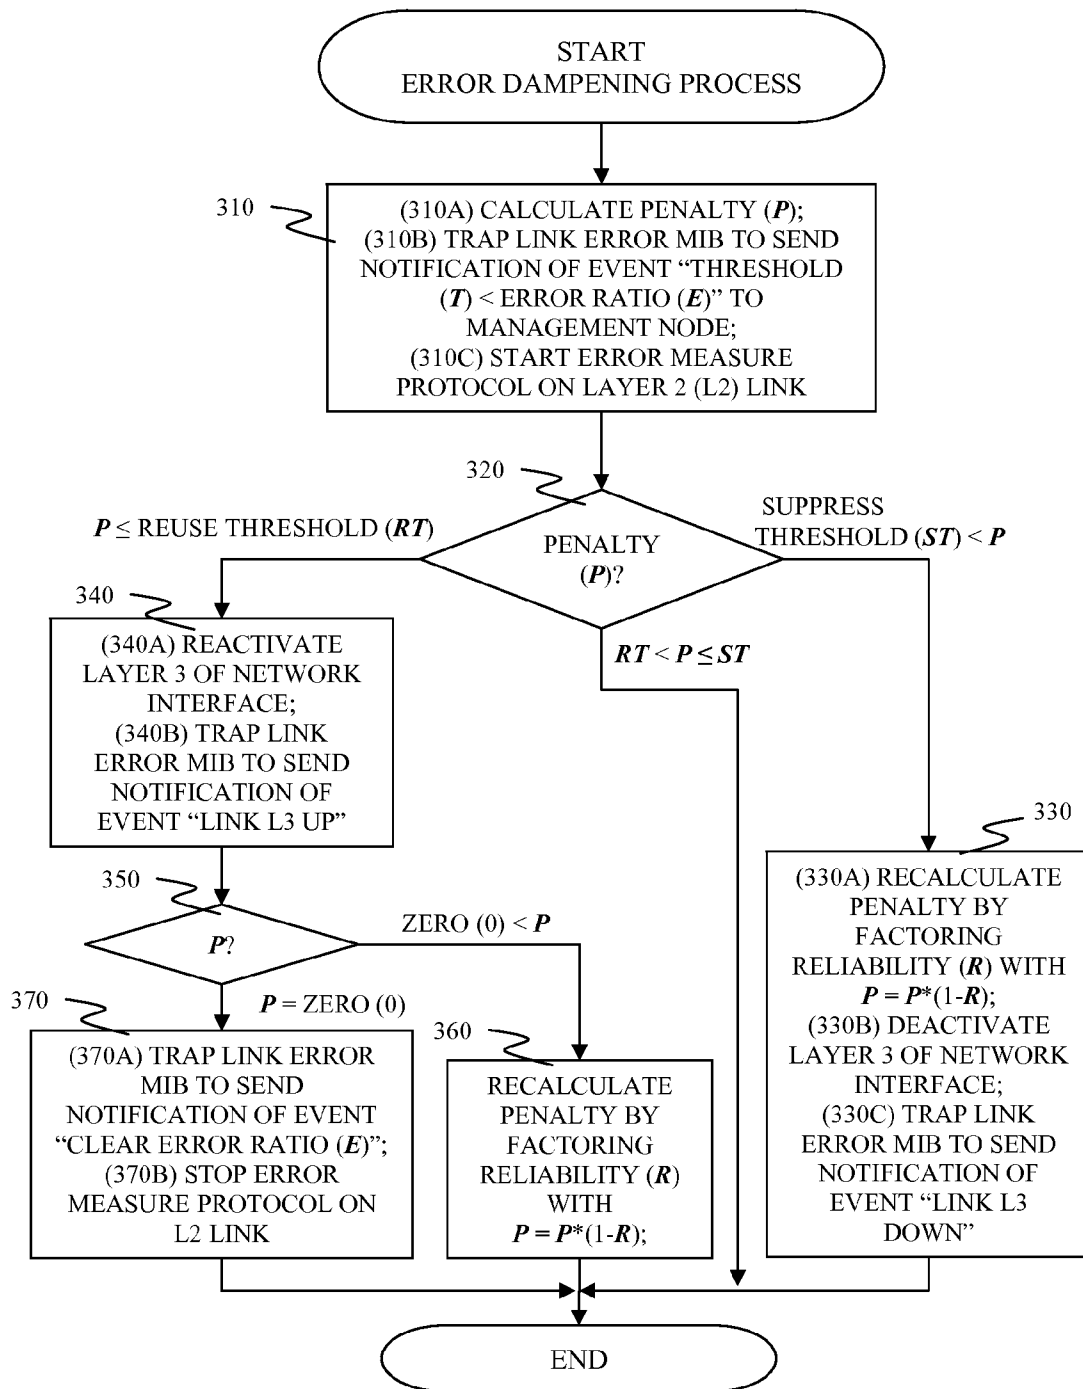 START
ERROR DAMPENING PROCESS
310
(310A) CALCULATE PENALTY (P);
(310B) TRAP LINK ERROR MIB TO SEND
NOTIFICATION OF EVENT “THRESHOLD
(T) < ERROR RATIO (E)” TO
MANAGEMENT NODE;
(310C) START ERROR MEASURE
PROTOCOL ON LAYER 2 (L2) LINK
320
P ≤ REUSE THRESHOLD (RT)
PENALTY
(P)?
SUPPRESS
THRESHOLD (ST) < P
RT < P ≤ ST
340
(340A) REACTIVATE
LAYER 3 OF NETWORK
INTERFACE;
(340B) TRAP LINK
ERROR MIB TO SEND
NOTIFICATION OF
EVENT “LINK L3 UP”
330
(330A) RECALCULATE
PENALTY BY
FACTORING
RELIABILITY (R) WITH
P = P*(1-R);
(330B) DEACTIVATE
LAYER 3 OF NETWORK
INTERFACE;
(330C) TRAP LINK
ERROR MIB TO SEND
NOTIFICATION OF
EVENT “LINK L3
DOWN”
350
P?
ZERO (0) < P
P = ZERO (0)
370
(370A) TRAP LINK ERROR
MIB TO SEND
NOTIFICATION OF EVENT
“CLEAR ERROR RATIO (E)”;
(370B) STOP ERROR
MEASURE PROTOCOL ON
L2 LINK
360
RECALCULATE
PENALTY BY
FACTORING
RELIABILITY (R)
WITH
P = P*(1-R);
END